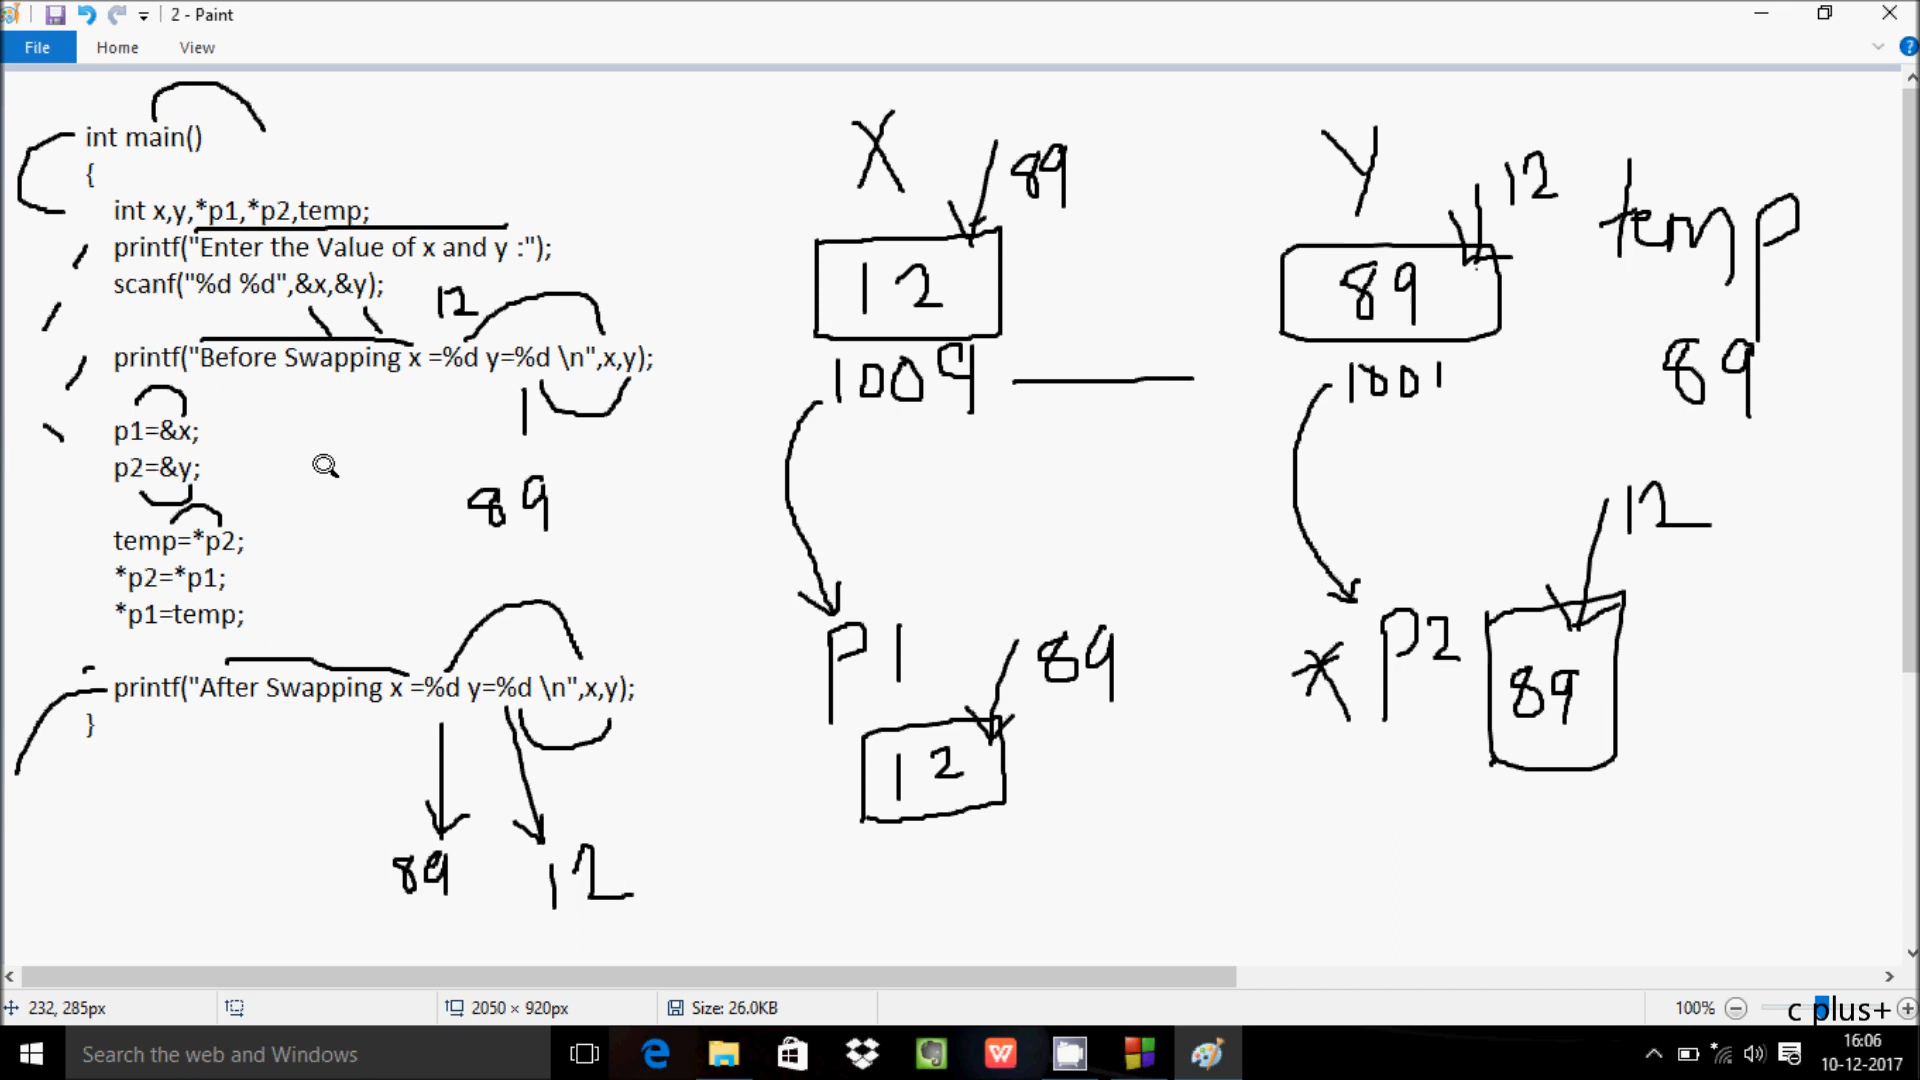 2 - Paint
File Home View
int main()
{
int x,y,*p1,*p2,temp;
printf("Enter the Value of x and y :");
scanf("%d %d",&x,&y);
12
printf("Before Swapping x =%d y=%d \n",x,y);
p1=&x;
p2=&y;
89
temp=*p2;
*p2=*p1;
*p1=temp;
printf("After Swapping x =%d y=%d \n",x,y);
}
89 12
X 89
12
1009
P1 89
12
Y 12
89
1001
12
* P2 89
temp
89
232, 285px 2050 × 920px Size: 26.0KB 100%
c plus+
Search the web and Windows
16:06
10-12-2017